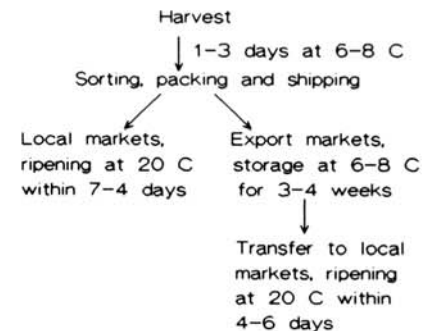 Harvest
1-3 days at 6-8 C
Sorting, packing and shipping
Local markets,
ripening at 20 C
within 7-4 days
Export markets,
storage at 6-8 C
for 3-4 weeks
Transfer to local
markets, ripening
at 20 C within
4-6 days